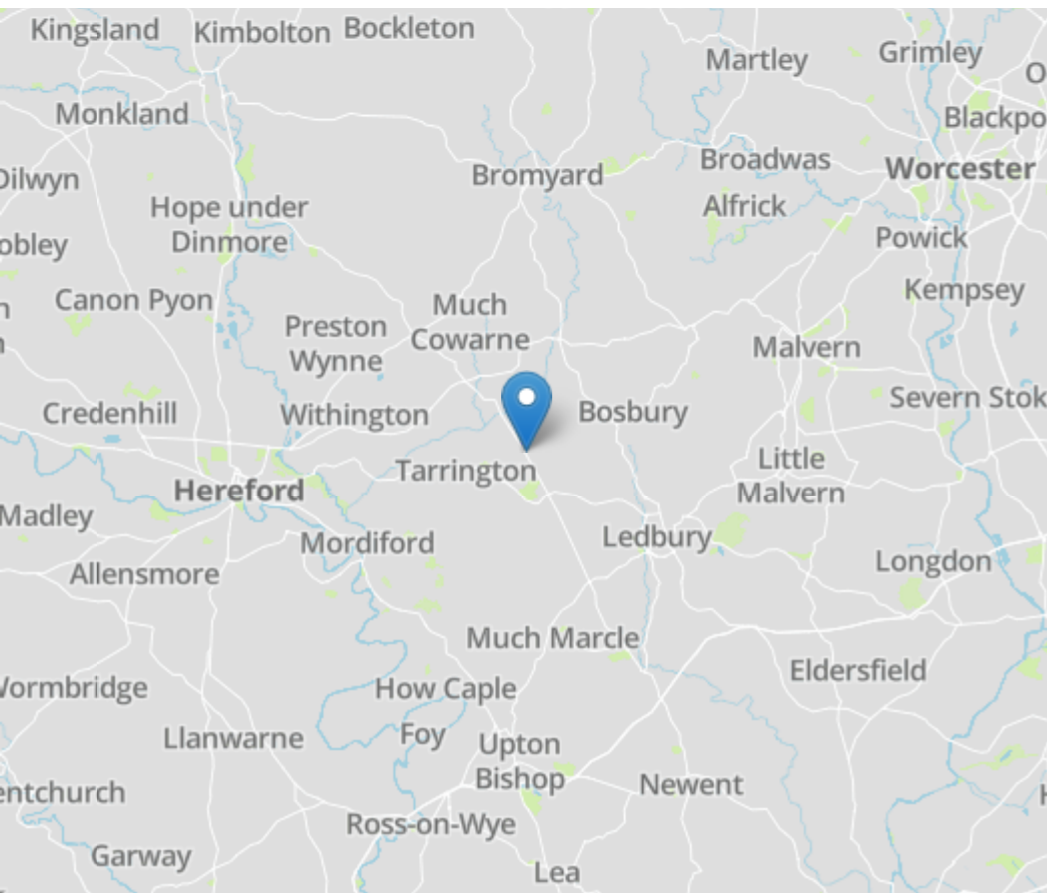 Kingsland
Kimbolton
Bockleton
Martley
Grimley
O
Monkland
Blackpo
Dilwyn
Bromyard
Broadwas
Worcester
Hope under
Dinmore
Alfrick
obley
Powick
Canon Pyon
Much
Cowarne
Kempsey
n
Preston
Wynne
Malvern
n
Credenhill
Withington
Bosbury
Severn Stok
Tarrington
Little
Malvern
Hereford
Madley
Mordiford
Ledbury
Allensmore
Longdon
Much Marcle
Eldersfield
Wormbridge
How Caple
Llanwarne
Foy
Upton
Bishop
Newent
entchurch
Ross-on-Wye
Garway
Lea